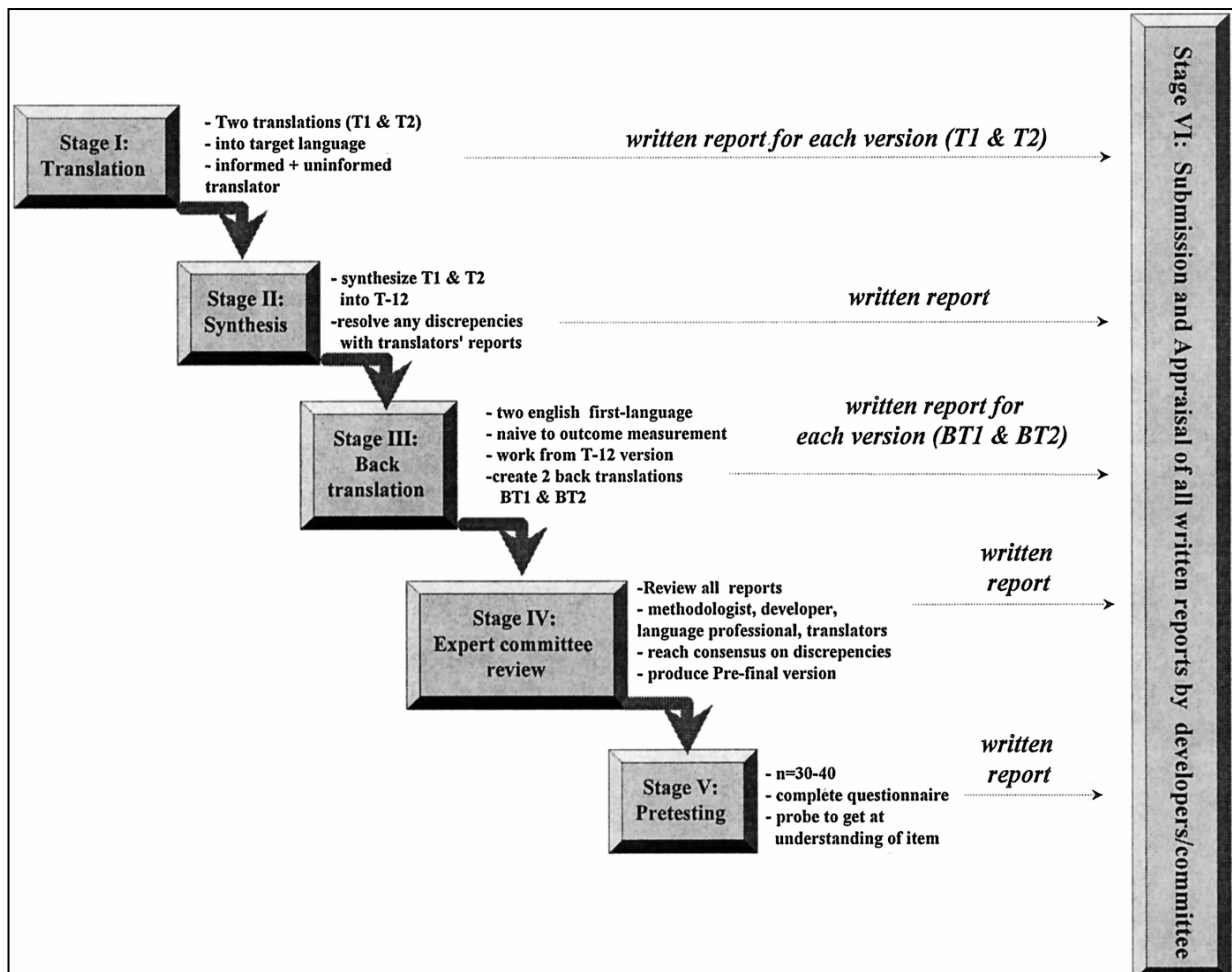 Stage I:
Translation
- Two translations (T1 & T2)
- into target language
- informed + uninformed
translator
written report for each version (T1 & T2)
Stage II:
Synthesis
- synthesize T1 & T2
into T-12
-resolve any discrepencies
with translators' reports
written report
Stage III:
Back
translation
- two english first-language
- naive to outcome measurement
- work from T-12 version
-create 2 back translations
BT1 & BT2
written report for
each version (BT1 & BT2)
Stage IV:
Expert committee
review
-Review all reports
- methodologist, developer,
language professional, translators
- reach consensus on discrepencies
- produce Pre-final version
written
report
Stage V:
Pretesting
- n=30-40
- complete questionnaire
- probe to get at
understanding of item
written
report
Stage VI: Submission and Appraisal of all written reports by developers/committee